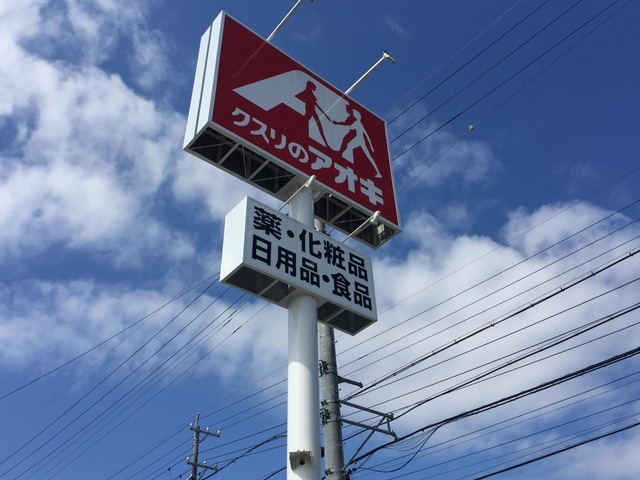 クスリのアオキ
薬・化粧品
日用品・食品